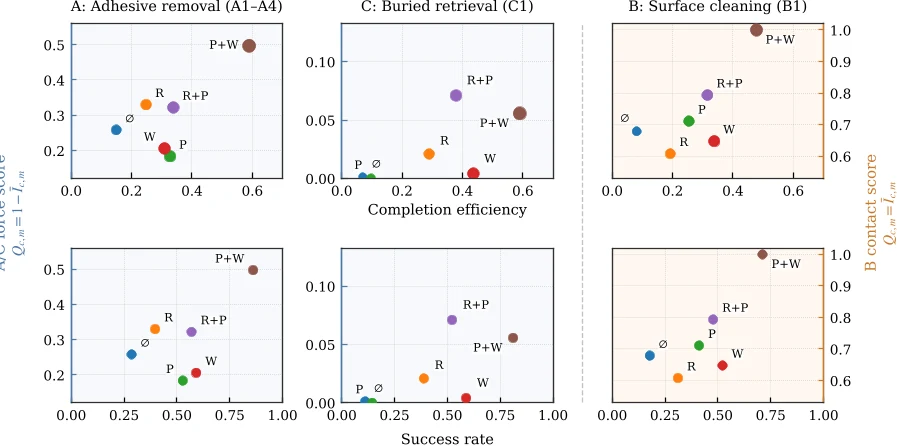 A: Adhesive removal (A1–A4)
C: Buried retrieval (C1)
B: Surface cleaning (B1)
0.5
0.4
0.3
0.2
P+W
R
R+P
∅
W
P
0.0 0.2 0.4 0.6
0.10
0.05
0.00
R+P
P+W
R
W
P
∅
0.0 0.2 0.4 0.6
Completion efficiency
1.0
0.9
0.8
0.7
0.6
P+W
R+P
P
∅
W
R
0.0 0.2 0.4 0.6
A/C force score
Q_{c,m} = 1 − Ī_{c,m}
B contact score
Q_{c,m} = Ī_{c,m}
0.5
0.4
0.3
0.2
P+W
R
R+P
∅
W
P
0.00 0.25 0.50 0.75 1.00
0.10
0.05
0.00
R+P
P+W
R
W
P
∅
0.00 0.25 0.50 0.75 1.00
Success rate
1.0
0.9
0.8
0.7
0.6
P+W
R+P
P
∅
W
R
0.00 0.25 0.50 0.75 1.00